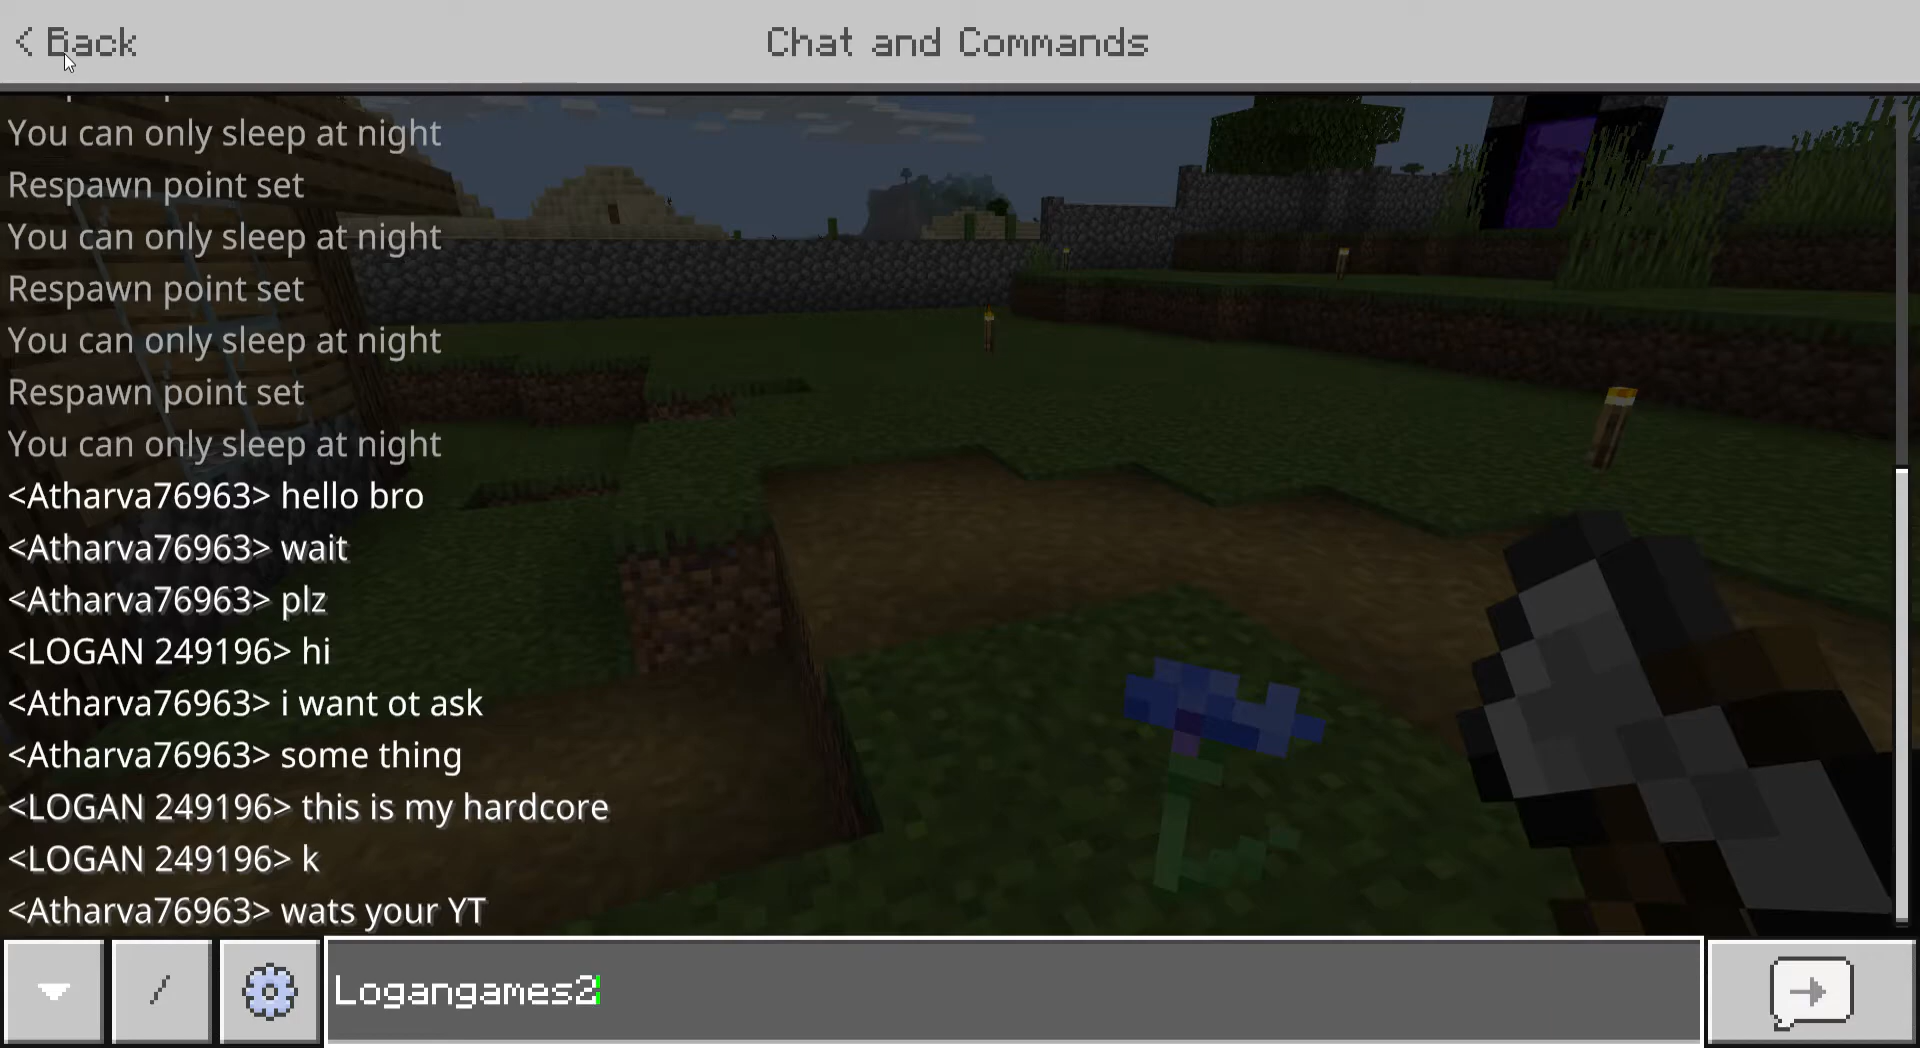 < Back
Chat and Commands
You can only sleep at night
Respawn point set
You can only sleep at night
Respawn point set
You can only sleep at night
Respawn point set
You can only sleep at night
<Atharva76963> hello bro
<Atharva76963> wait
<Atharva76963> plz
<LOGAN 249196> hi
<Atharva76963> i want ot ask
<Atharva76963> some thing
<LOGAN 249196> this is my hardcore
<LOGAN 249196> k
<Atharva76963> wats your YT
/
Logangames2